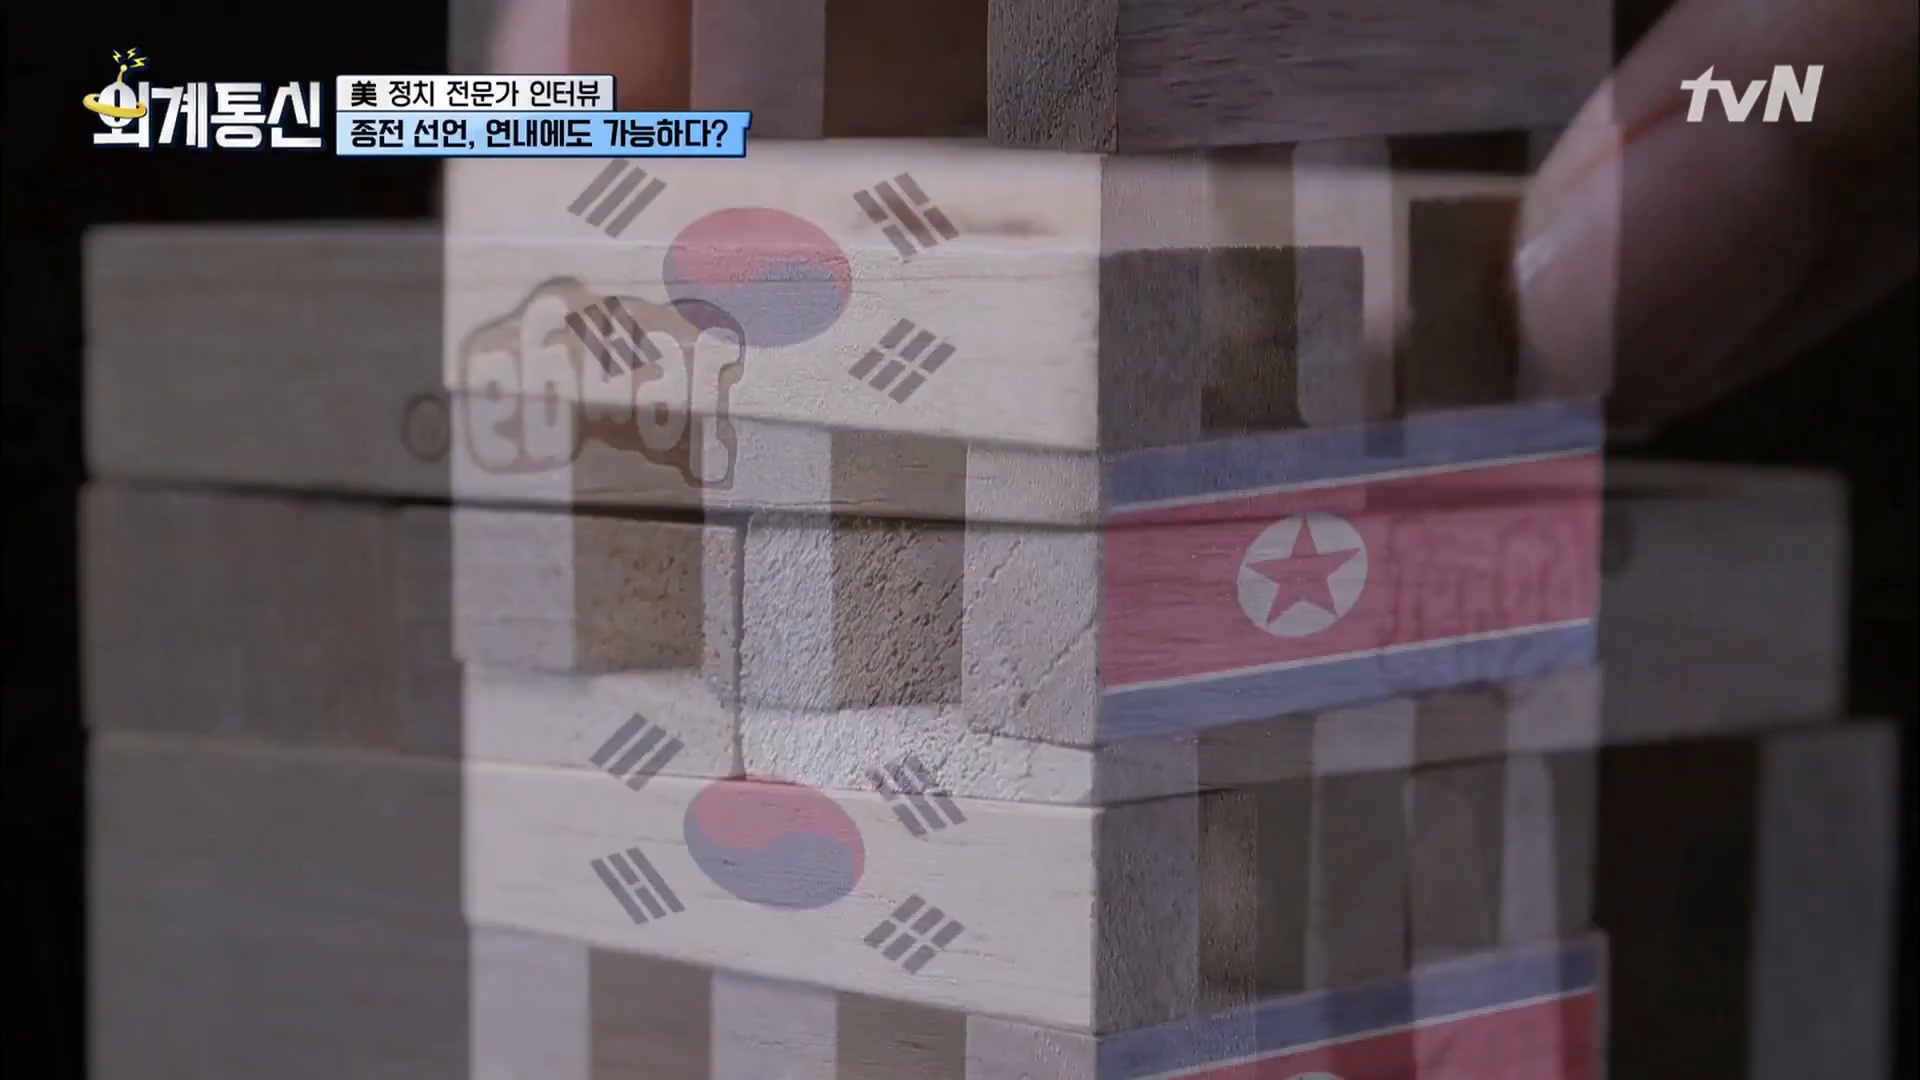 외계통신
美 정치 전문가 인터뷰
종전 선언, 연내에도 가능하다?
tvN
Jenga